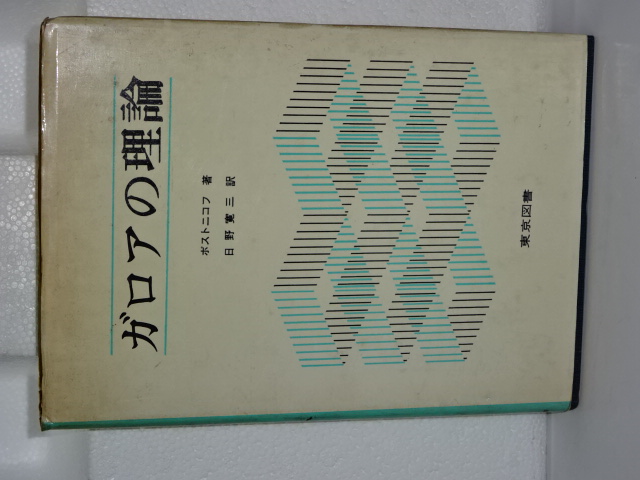 ガロアの理論
ポストニコフ 著
日野寛三 訳
東京図書